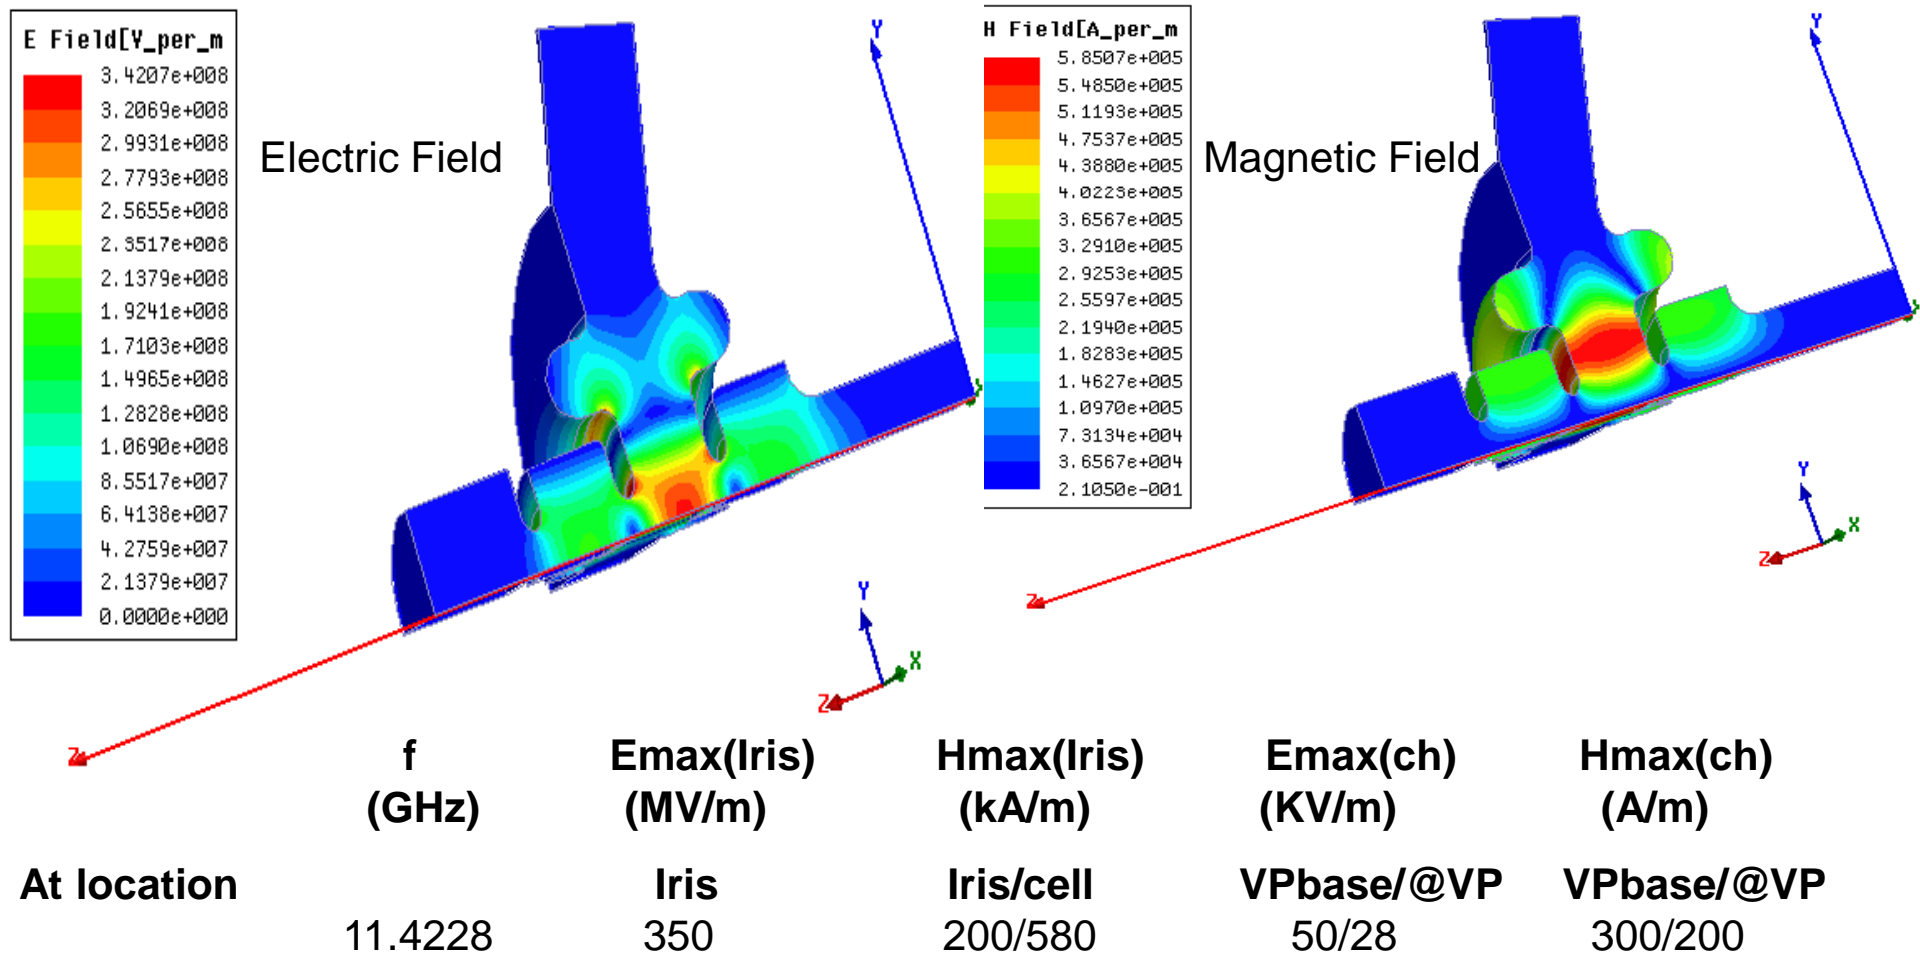 E Field[V_per_m
3.4207e+008
3.2069e+008
2.9931e+008
2.7793e+008
2.5655e+008
2.3517e+008
2.1379e+008
1.9241e+008
1.7103e+008
1.4965e+008
1.2828e+008
1.0690e+008
8.5517e+007
6.4138e+007
4.2759e+007
2.1379e+007
0.0000e+000
Electric Field
Y
Z
Y
X
Z
H Field[A_per_m
5.8507e+005
5.4850e+005
5.1193e+005
4.7537e+005
4.3880e+005
4.0223e+005
3.6567e+005
3.2910e+005
2.9253e+005
2.5597e+005
2.1940e+005
1.8283e+005
1.4627e+005
1.0970e+005
7.3134e+004
3.6567e+004
2.1050e-001
Magnetic Field
Y
Z
Y
X
Z
f Emax(Iris) Hmax(Iris) Emax(ch) Hmax(ch)
(GHz) (MV/m) (kA/m) (KV/m) (A/m)
At location Iris Iris/cell VPbase/@VP VPbase/@VP
11.4228 350 200/580 50/28 300/200